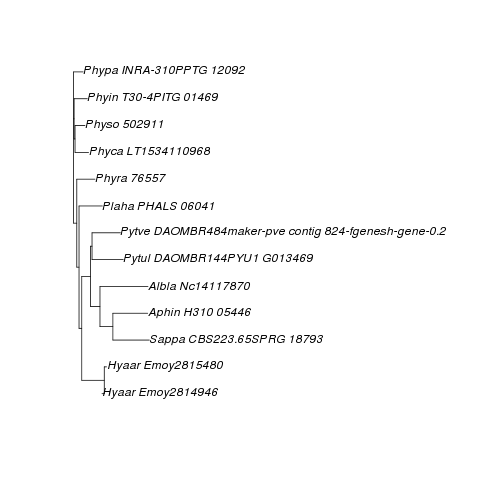 Phypa INRA-310PPTG 12092
Phyin T30-4PITG 01469
Physo 502911
Phyca LT1534110968
Phyra 76557
Plaha PHALS 06041
Pytve DAOMBR484maker-pve contig 824-fgenesh-gene-0.2
Pytul DAOMBR144PYU1 G013469
Albla Nc14117870
Aphin H310 05446
Sappa CBS223.65SPRG 18793
Hyaar Emoy2815480
Hyaar Emoy2814946